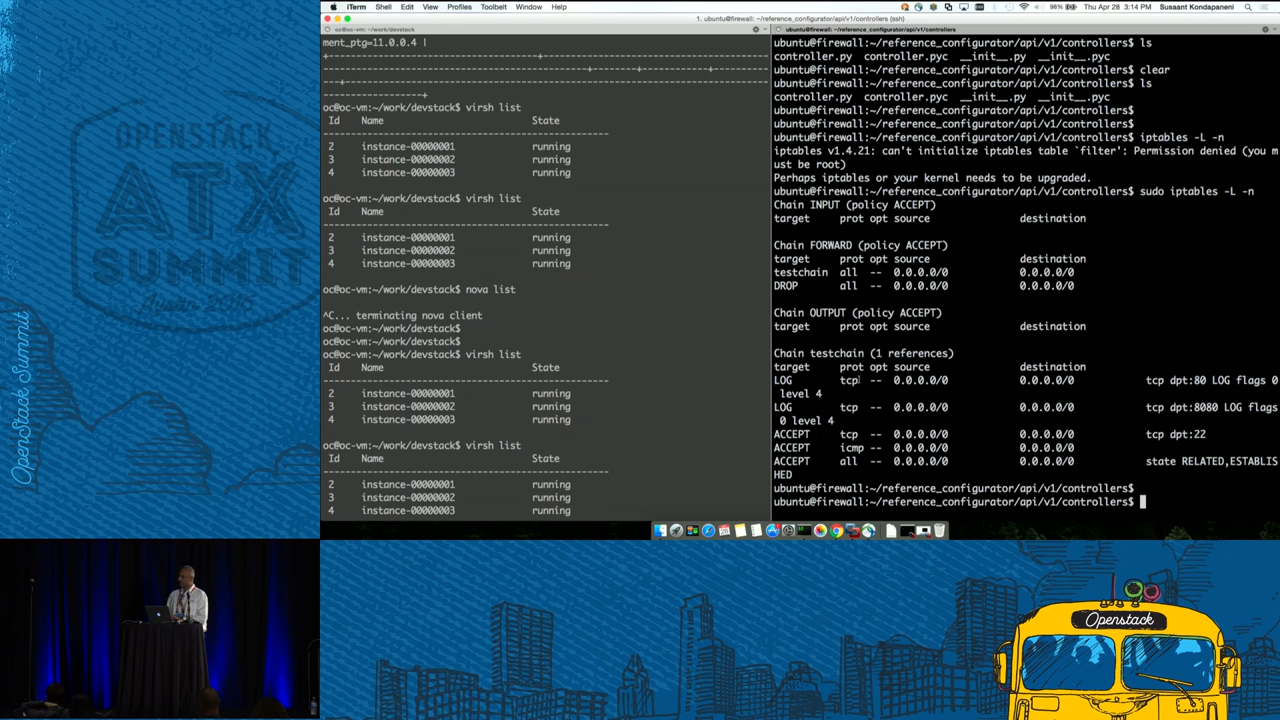 iTerm Shell Edit View Profiles Toolbelt Window Help
98% Thu Apr 28 3:14 PM Susaant Kondapaneni
1. ubuntu@firewall: ~/reference_configurator/api/v1/controllers (ssh)
oc@oc-vm:~/work/devstack
ubuntu@firewall: ~/reference_configurator/api/v1/controllers
ment_ptg=11.0.0.4 |
+--------------------------------------+---------------------------------
------------------+--------+------------+---------
---+---------------------------------------------------------------------
-------------------+
oc@oc-vm:~/work/devstack$ virsh list
Id Name State
----------------------------------------------------
2 instance-00000001 running
3 instance-00000002 running
4 instance-00000003 running
oc@oc-vm:~/work/devstack$ virsh list
Id Name State
----------------------------------------------------
2 instance-00000001 running
3 instance-00000002 running
4 instance-00000003 running
oc@oc-vm:~/work/devstack$ nova list
^C... terminating nova client
oc@oc-vm:~/work/devstack$
oc@oc-vm:~/work/devstack$
oc@oc-vm:~/work/devstack$ virsh list
Id Name State
----------------------------------------------------
2 instance-00000001 running
3 instance-00000002 running
4 instance-00000003 running
oc@oc-vm:~/work/devstack$ virsh list
Id Name State
----------------------------------------------------
2 instance-00000001 running
3 instance-00000002 running
4 instance-00000003 running
ubuntu@firewall:~/reference_configurator/api/v1/controllers$ ls
controller.py controller.pyc __init__.py __init__.pyc
ubuntu@firewall:~/reference_configurator/api/v1/controllers$ clear
ubuntu@firewall:~/reference_configurator/api/v1/controllers$ ls
controller.py controller.pyc __init__.py __init__.pyc
ubuntu@firewall:~/reference_configurator/api/v1/controllers$
ubuntu@firewall:~/reference_configurator/api/v1/controllers$
ubuntu@firewall:~/reference_configurator/api/v1/controllers$ iptables -L -n
iptables v1.4.21: can't initialize iptables table `filter': Permission denied (you m
ust be root)
Perhaps iptables or your kernel needs to be upgraded.
ubuntu@firewall:~/reference_configurator/api/v1/controllers$ sudo iptables -L -n
Chain INPUT (policy ACCEPT)
target prot opt source destination
Chain FORWARD (policy ACCEPT)
target prot opt source destination
testchain all -- 0.0.0.0/0 0.0.0.0/0
DROP all -- 0.0.0.0/0 0.0.0.0/0
Chain OUTPUT (policy ACCEPT)
target prot opt source destination
Chain testchain (1 references)
target prot opt source destination
LOG tcp -- 0.0.0.0/0 0.0.0.0/0 tcp dpt:80 LOG flags 0
level 4
LOG tcp -- 0.0.0.0/0 0.0.0.0/0 tcp dpt:8080 LOG flags
0 level 4
ACCEPT tcp -- 0.0.0.0/0 0.0.0.0/0 tcp dpt:22
ACCEPT icmp -- 0.0.0.0/0 0.0.0.0/0
ACCEPT all -- 0.0.0.0/0 0.0.0.0/0 state RELATED,ESTABLIS
HED
ubuntu@firewall:~/reference_configurator/api/v1/controllers$
ubuntu@firewall:~/reference_configurator/api/v1/controllers$
OPENSTACK
ATX
SUMMIT
Austin 2016
OpenStack Summit
Openstack